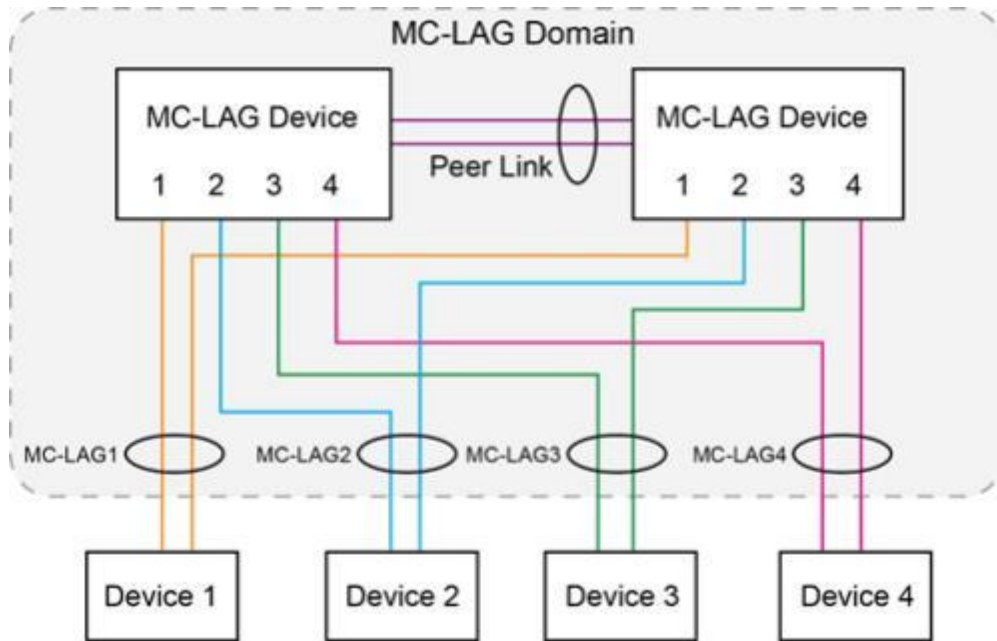 MC-LAG Domain
MC-LAG Device
MC-LAG Device
Peer Link
1 2 3 4
1 2 3 4
MC-LAG1
MC-LAG2
MC-LAG3
MC-LAG4
Device 1
Device 2
Device 3
Device 4